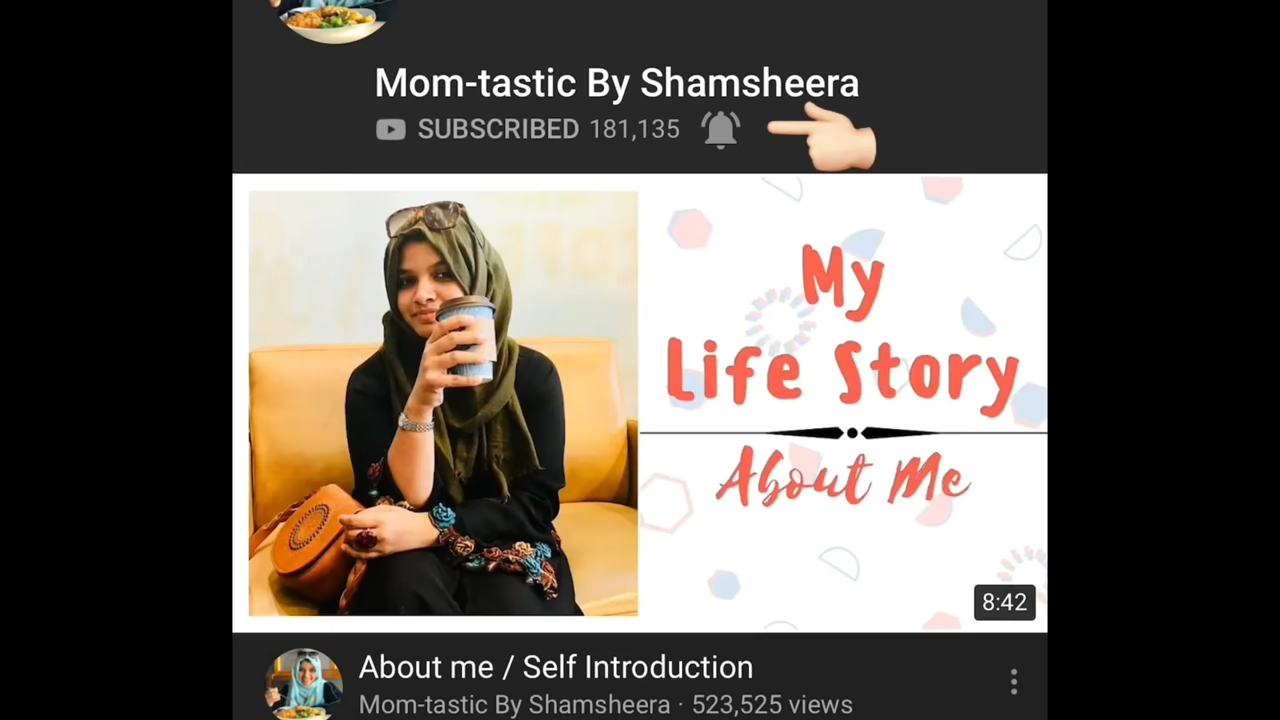 Mom-tastic By Shamsheera
SUBSCRIBED 181,135
My
Life Story
About Me
8:42
About me / Self Introduction
Mom-tastic By Shamsheera · 523,525 views